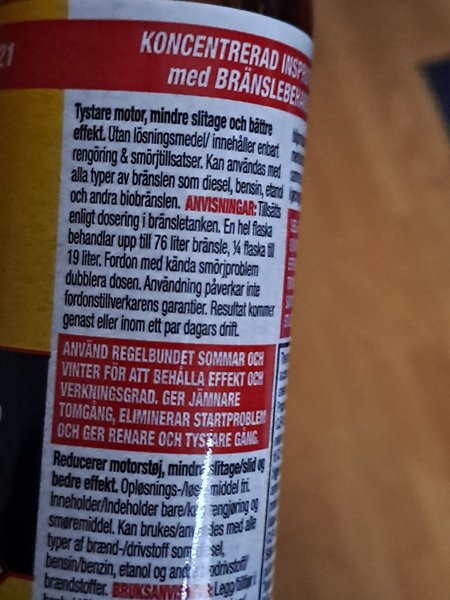 21
KONCENTRERAD
med
Tystare motor, mindre slitage och bättre
effekt. Utan lösningsmedel/ innehåller enbart
rengöring & smörjtillsatser. Kan användas med
alla typer av bränslen som diesel, bensin, etanol
och andra biobränslen. ANVISNINGAR: Tillsätts
enligt dosering i bränsletanken. En hel flaska
behandlar upp till 76 liter bränsle, ¼ flaska till
19 liter. Fordon med kända smörjproblem
dubblera dosen. Användning påverkar inte
fordonstillverkarens garantier. Resultat kommer
genast eller inom ett par dagars drift.
ANVÄND REGELBUNDET SOMMAR OCH
VINTER FÖR ATT BEHÅLLA EFFEKT OCH
VERKNINGSGRAD. GER JÄMNARE
TOMGÅNG, ELIMINERAR STARTPROBLEM
OCH GER RENARE OCH TYSTARE GÅNG.
Reducerer motorstøj, mindre slitage/slid og
bedre effekt. Opløsnings-/løsemiddel fri.
Inneholder/Indeholder bare/kun rengjøring og
smøremiddel. Kan brukes/anvendes med alle
typer af brænd-/drivstoff som diesel,
bensin/benzin, etanol og andre
brændstoffer. BRUKSANVISNING: Legg